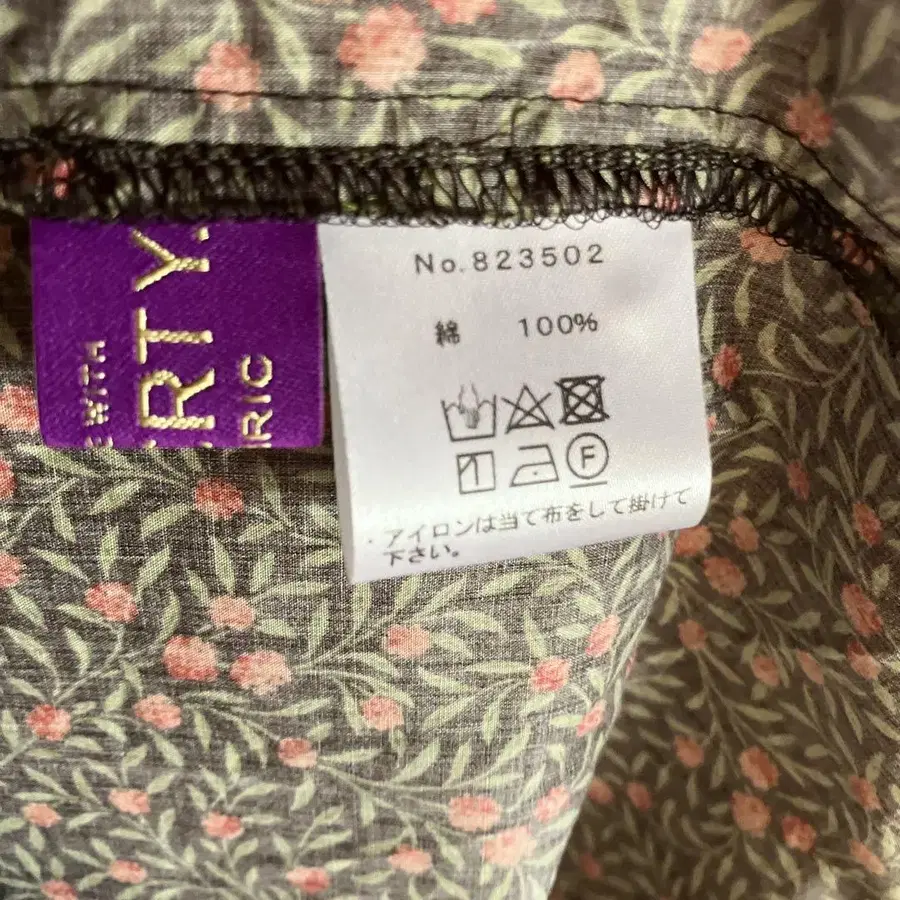 E WITH
RTY.
RIC
No.823502
綿 100%
F
・アイロンは当て布をして掛けて
下さい。